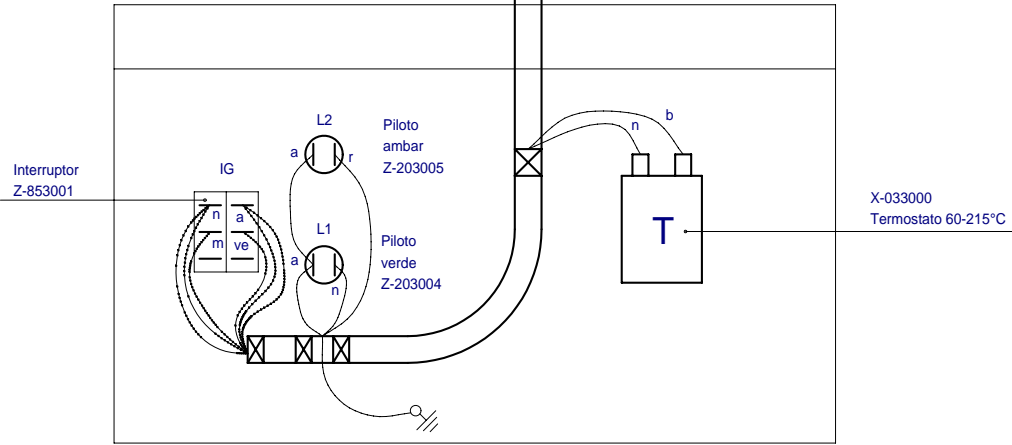 L2
Piloto
ambar
Z-203005
a
r
b
n
Interruptor
Z-853001
IG
n
a
m
ve
L1
Piloto
verde
Z-203004
a
n
T
X-033000
Termostato 60-215°C